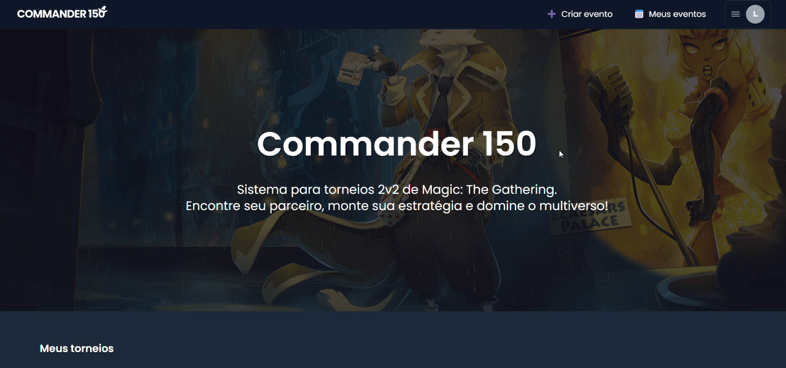 COMMANDER 150
Criar evento
Meus eventos
L
Commander 150
Sistema para torneios 2v2 de Magic: The Gathering.
Encontre seu parceiro, monte sua estratégia e domine o multiverso!
CAESARS
PALACE
Meus torneios